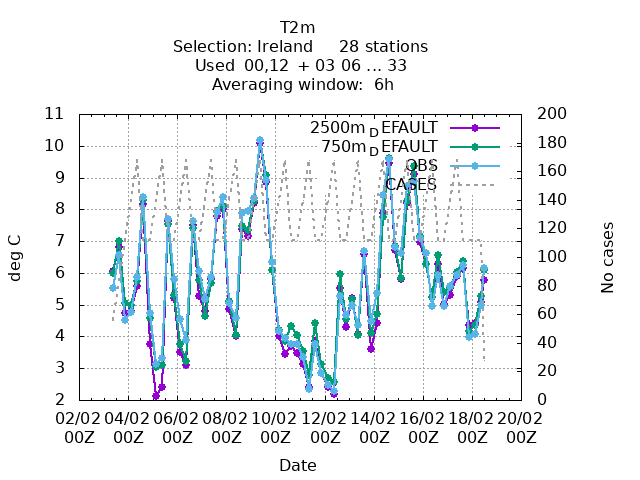 T2m
Selection: Ireland 28 stations
Used 00,12 + 03 06 ... 33
Averaging window: 6h
2500m_DEFAULT
750m_DEFAULT
OBS
CASES
deg C
11
10
9
8
7
6
5
4
3
2
No cases
200
180
160
140
120
100
80
60
40
20
0
02/02 04/02 06/02 08/02 10/02 12/02 14/02 16/02 18/02 20/02
00Z 00Z 00Z 00Z 00Z 00Z 00Z 00Z 00Z 00Z
Date